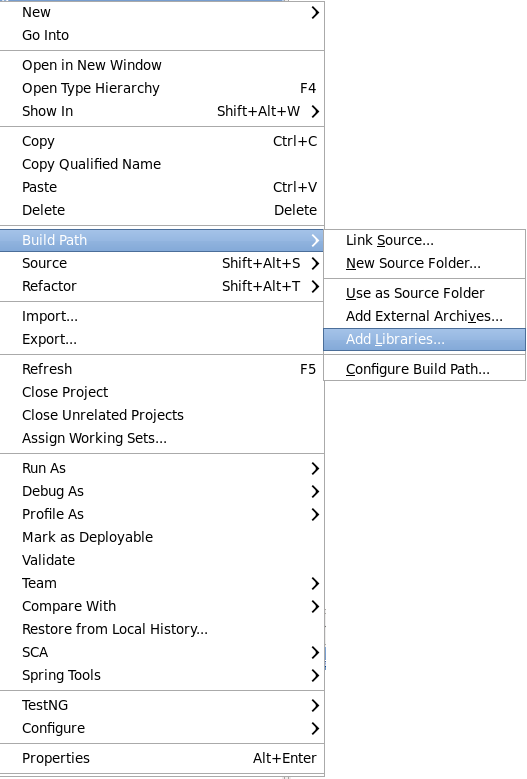 New
Go Into
Open in New Window
Open Type Hierarchy F4
Show In Shift+Alt+W
Copy Ctrl+C
Copy Qualified Name
Paste Ctrl+V
Delete Delete
Build Path
Source Shift+Alt+S
Refactor Shift+Alt+T
Import...
Export...
Refresh F5
Close Project
Close Unrelated Projects
Assign Working Sets...
Run As
Debug As
Profile As
Mark as Deployable
Validate
Team
Compare With
Restore from Local History...
SCA
Spring Tools
TestNG
Configure
Properties Alt+Enter
Link Source...
New Source Folder...
Use as Source Folder
Add External Archives...
Add Libraries...
Configure Build Path...